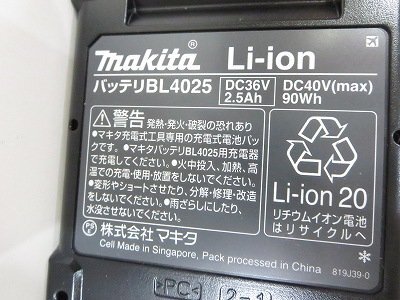 makita® Li-ion
バッテリBL4025 DC36V 2.5Ah DC40V(max) 90Wh
警告 発熱・発火・破裂の恐れあり
●マキタ充電式工具専用の充電式電池パック
です。●マキタバッテリBL4025用充電器
で充電してください。●火中投入、加熱、高
温での充電・使用・放置をしないでください。
●変形やショートさせたり、分解・修理・改造
をしないでください。●雨ざらしにしたり、
水没させないでください。
Li-ion 20
リチウムイオン電池
はリサイクルへ
PS 株式会社マキタ
Cell Made in Singapore, Pack processed in China
819J39-0
>PC<
2-1